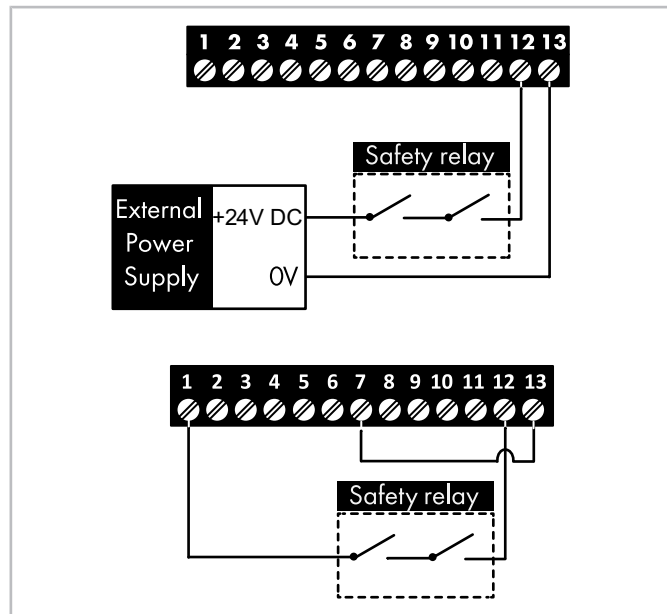 1 2 3 4 5 6 7 8 9 10 11 12 13
Safety relay
External
Power
Supply
+24V DC
0V
1 2 3 4 5 6 7 8 9 10 11 12 13
Safety relay